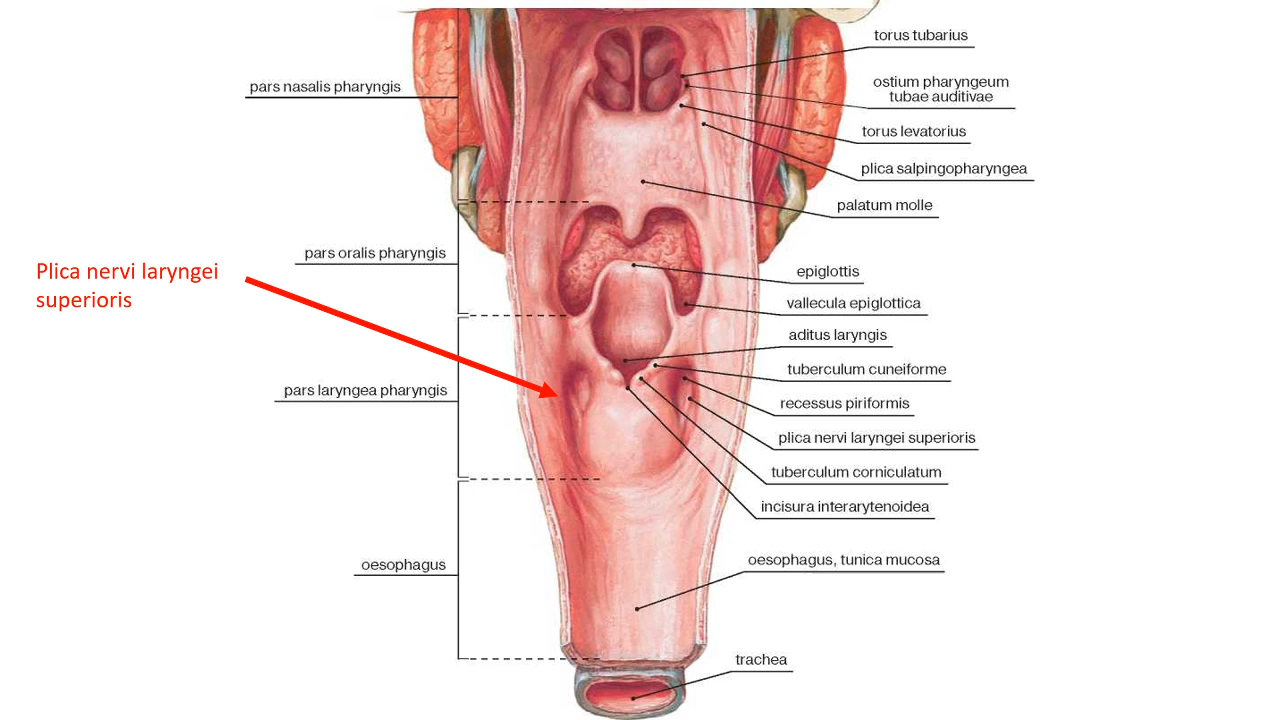 torus tubarius
pars nasalis pharyngis
ostium pharyngeum
tubae auditivae
torus levatorius
plica salpingopharyngea
palatum molle
pars oralis pharyngis
Plica nervi laryngei
superioris
epiglottis
vallecula epiglottica
aditus laryngis
tuberculum cuneiforme
pars laryngea pharyngis
recessus piriformis
plica nervi laryngei superioris
tuberculum corniculatum
incisura interarytenoidea
oesophagus
oesophagus, tunica mucosa
trachea